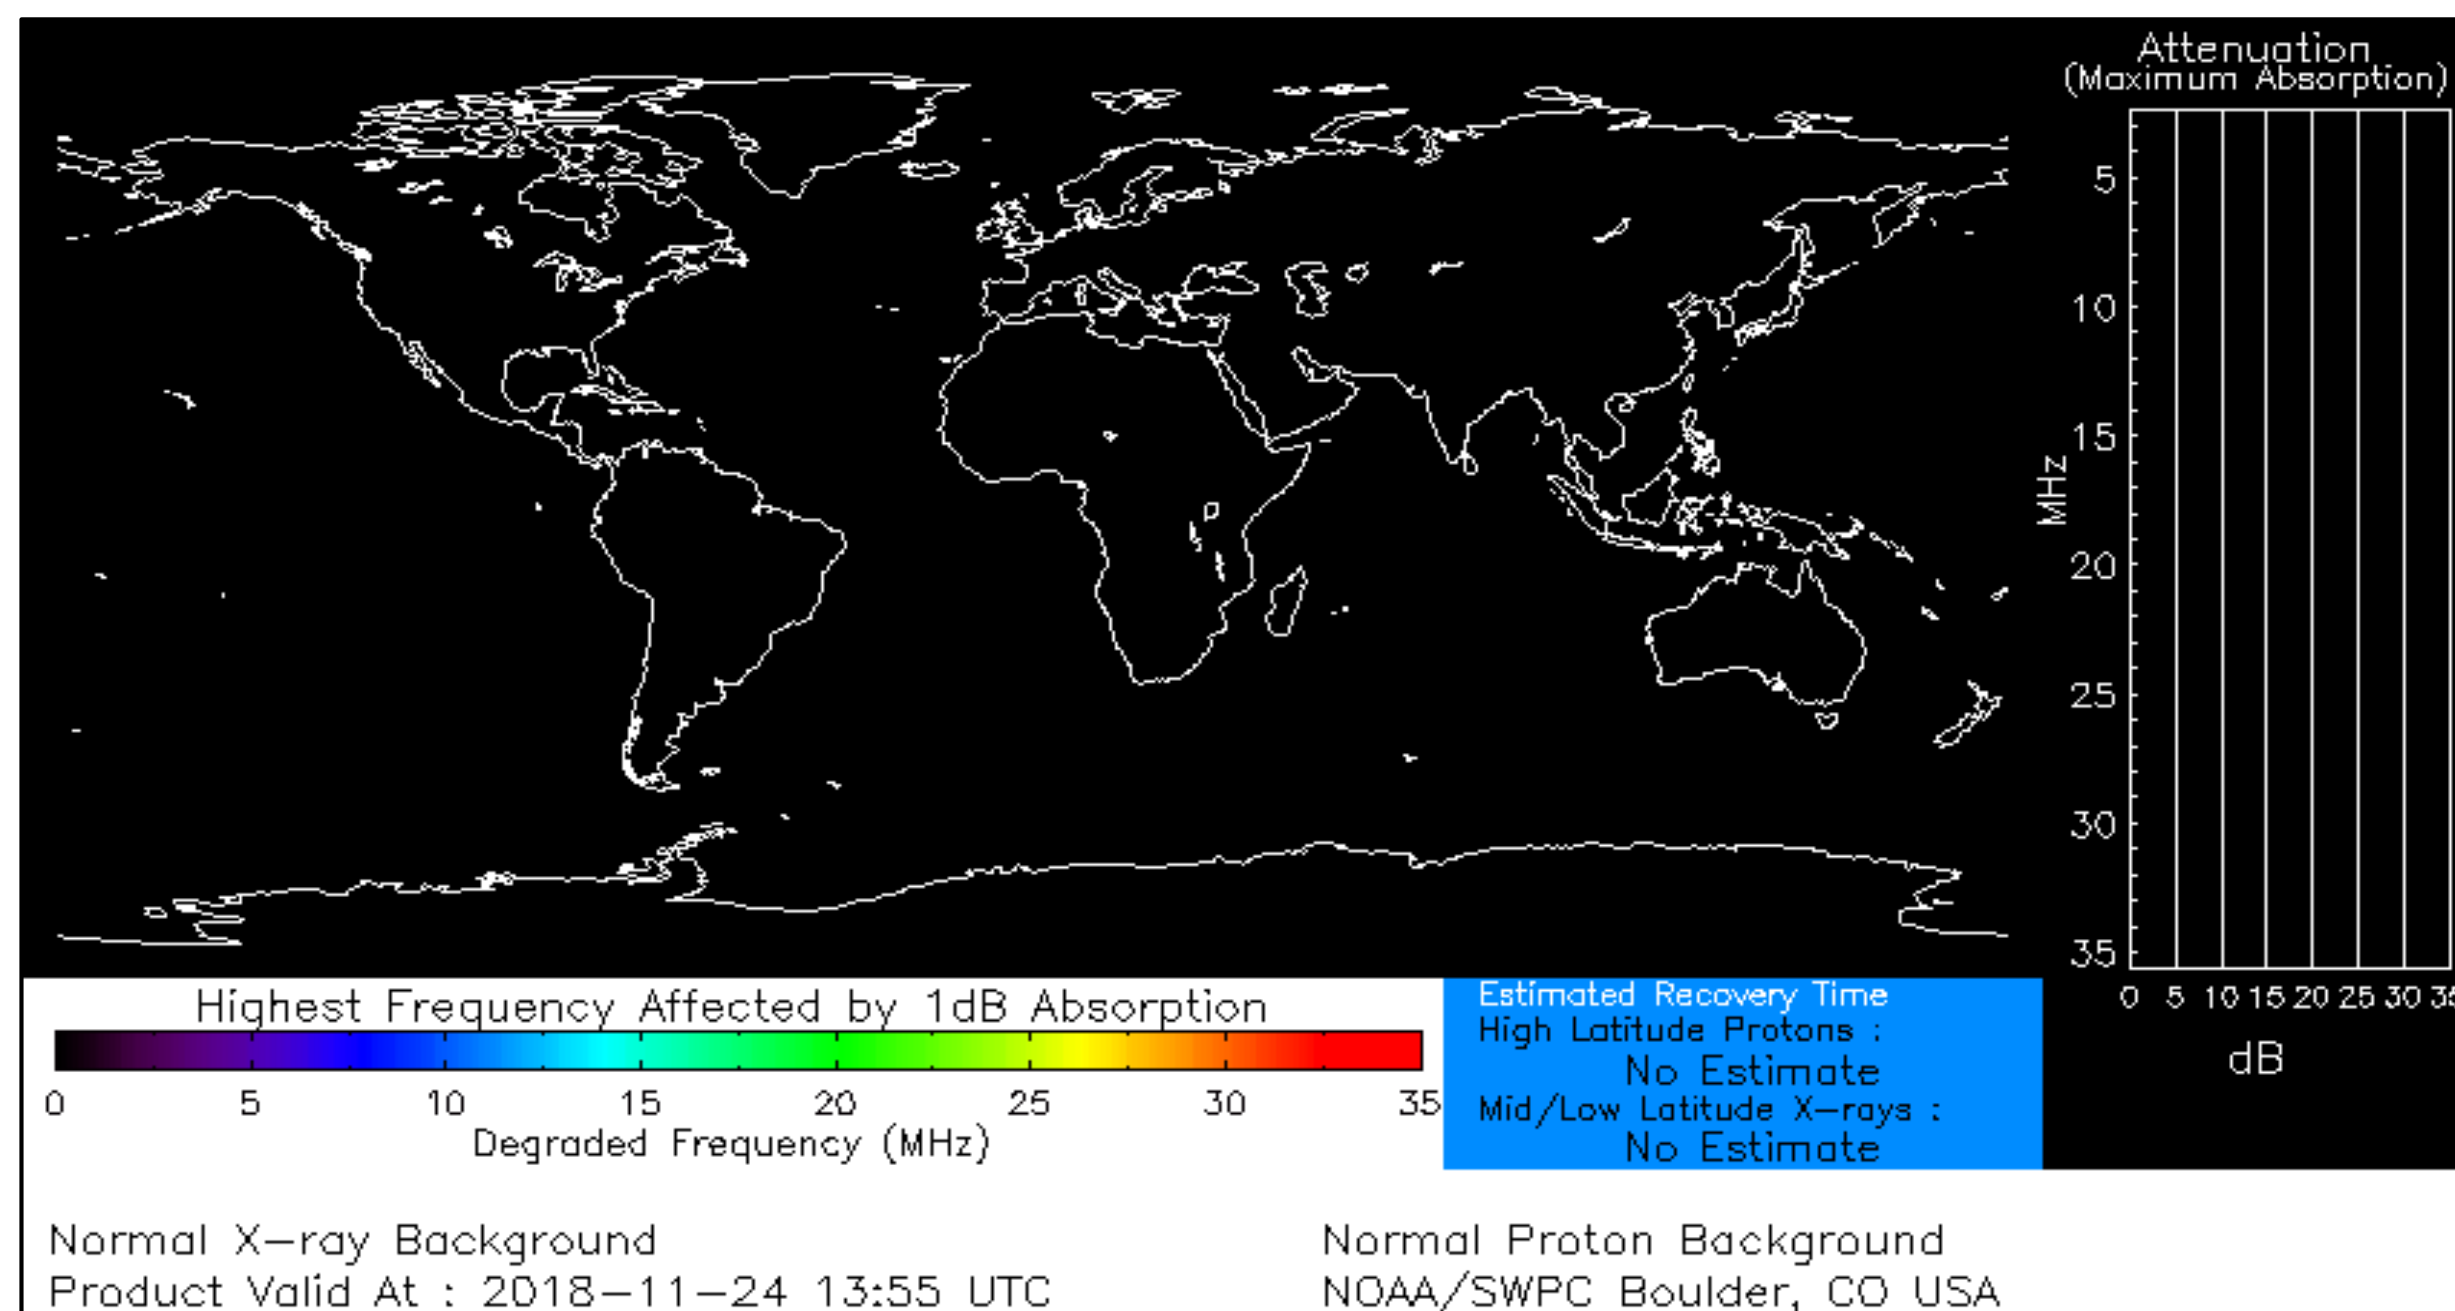 Attenuation
(Maximum Absorption)
5
10
15
20
25
30
35
MHz
0 5 10 15 20 25 30
dB
Highest Frequency Affected by 1dB Absorption
0 5 10 15 20 25 30 35
Degraded Frequency (MHz)
Estimated Recovery Time
High Latitude Protons :
No Estimate
Mid/Low Latitude X-rays :
No Estimate
Normal X-ray Background
Normal Proton Background
Product Valid At : 2018-11-24 13:55 UTC
NOAA/SWPC Boulder, CO USA